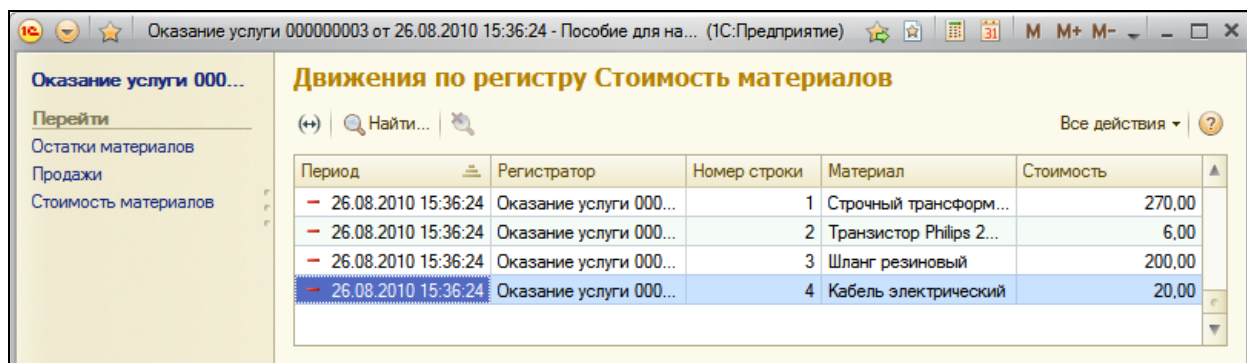 Оказание услуги 000000003 от 26.08.2010 15:36:24 - Пособие для на... (1С:Предприятие) 31 M M+ M-
Оказание услуги 000...
Перейти
Остатки материалов
Продажи
Стоимость материалов
Движения по регистру Стоимость материалов
Найти... Все действия ?
Период Регистратор Номер строки Материал Стоимость
26.08.2010 15:36:24 Оказание услуги 000... 1 Строчный трансформ... 270,00
26.08.2010 15:36:24 Оказание услуги 000... 2 Транзистор Philips 2... 6,00
26.08.2010 15:36:24 Оказание услуги 000... 3 Шланг резиновый 200,00
26.08.2010 15:36:24 Оказание услуги 000... 4 Кабель электрический 20,00